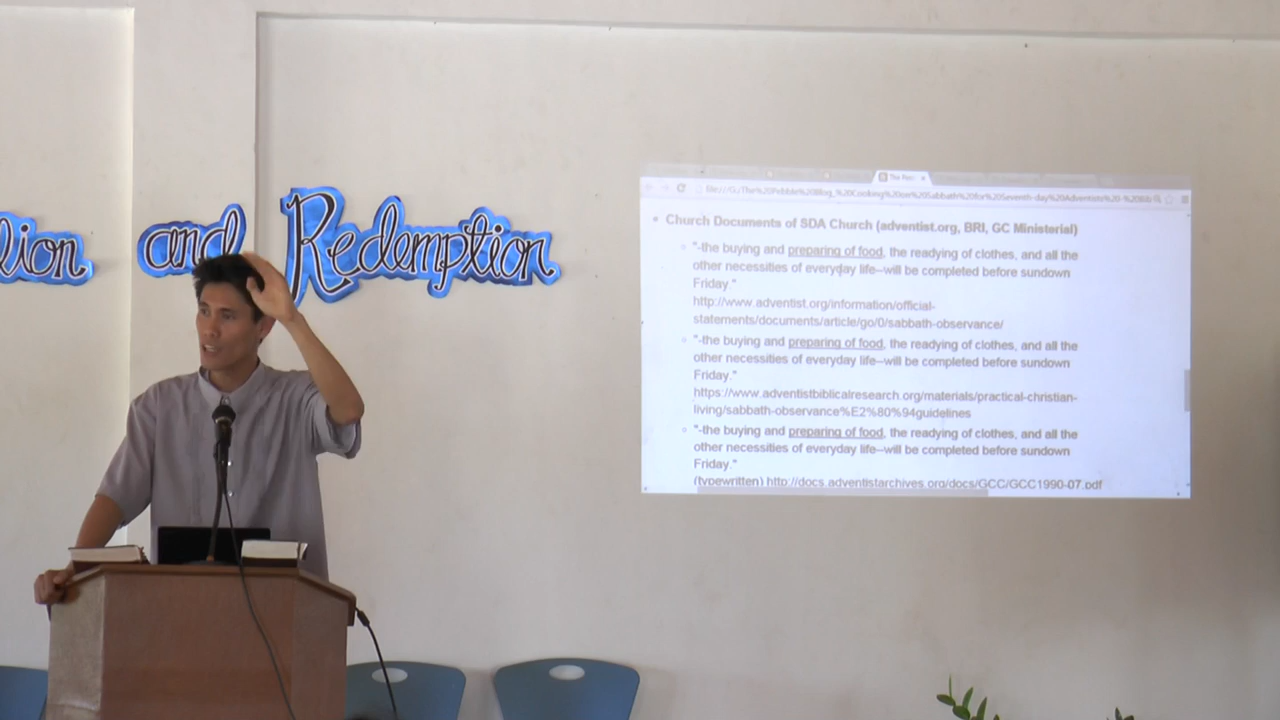 lion and Redemption
Church Documents of SDA Church (adventist.org, BRI, GC Ministerial)
"-the buying and preparing of food, the readying of clothes, and all the
other necessities of everyday life--will be completed before sundown
Friday."
http://www.adventist.org/information/official-
statements/documents/article/go/0/sabbath-observance/
"-the buying and preparing of food, the readying of clothes, and all the
other necessities of everyday life--will be completed before sundown
Friday."
https://www.adventistbiblicalresearch.org/materials/practical-christian-
living/sabbath-observance%E2%80%94guidelines
"-the buying and preparing of food, the readying of clothes, and all the
other necessities of everyday life--will be completed before sundown
Friday."
(typewritten) http://docs.adventistarchives.org/docs/GCC/GCC1990-07.pdf